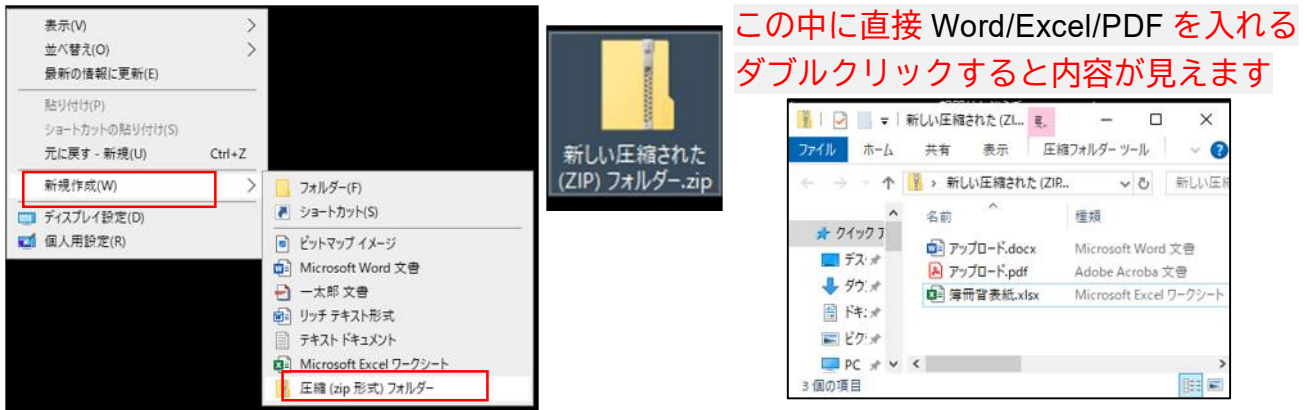 表示(V)
並べ替え(O)
最新の情報に更新(E)
貼り付け(P)
ショートカットの貼り付け(S)
元に戻す - 新規(U) Ctrl+Z
新規作成(W)
ディスプレイ設定(D)
個人用設定(R)
フォルダー(F)
ショートカット(S)
ビットマップ イメージ
Microsoft Word 文書
一太郎 文書
リッチ テキスト形式
テキスト ドキュメント
Microsoft Excel ワークシート
圧縮 (zip 形式) フォルダー
新しい圧縮された
(ZIP) フォルダー.zip
この中に直接 Word/Excel/PDF を入れる
ダブルクリックすると内容が見えます
新しい圧縮された (ZI...
ファイル ホーム 共有 表示 圧縮フォルダー ツール
新しい圧縮された (ZIP... 新しい圧
名前 種類
クイック ア
デス
ダウ
ドキ
ピク
PC
アップロード.docx Microsoft Word 文書
アップロード.pdf Adobe Acroba 文書
簿冊背表紙.xlsx Microsoft Excel ワークシート
3 個の項目